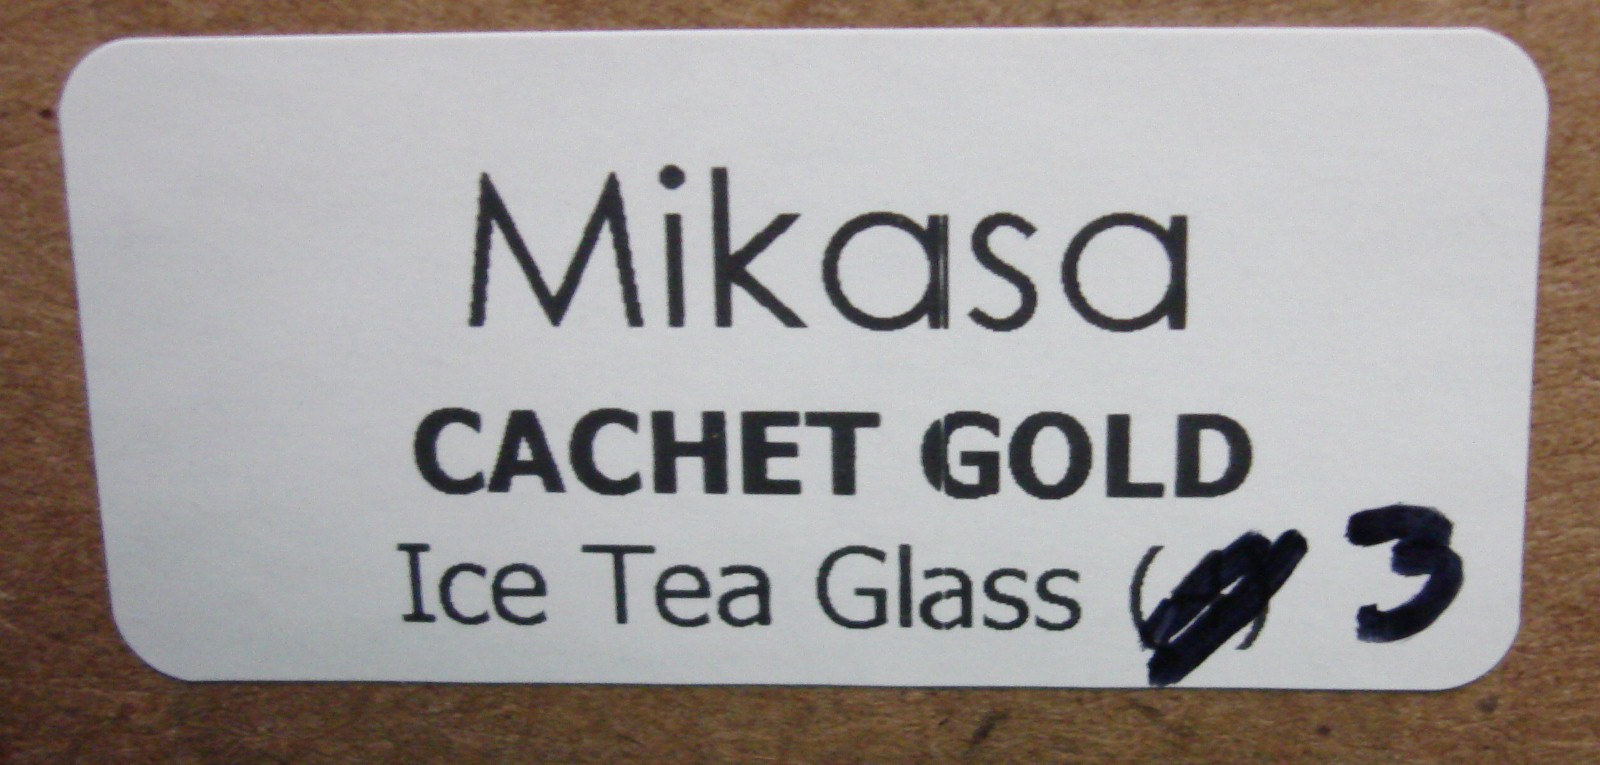 Mikasa
CACHET GOLD
Ice Tea Glass ( ) 3